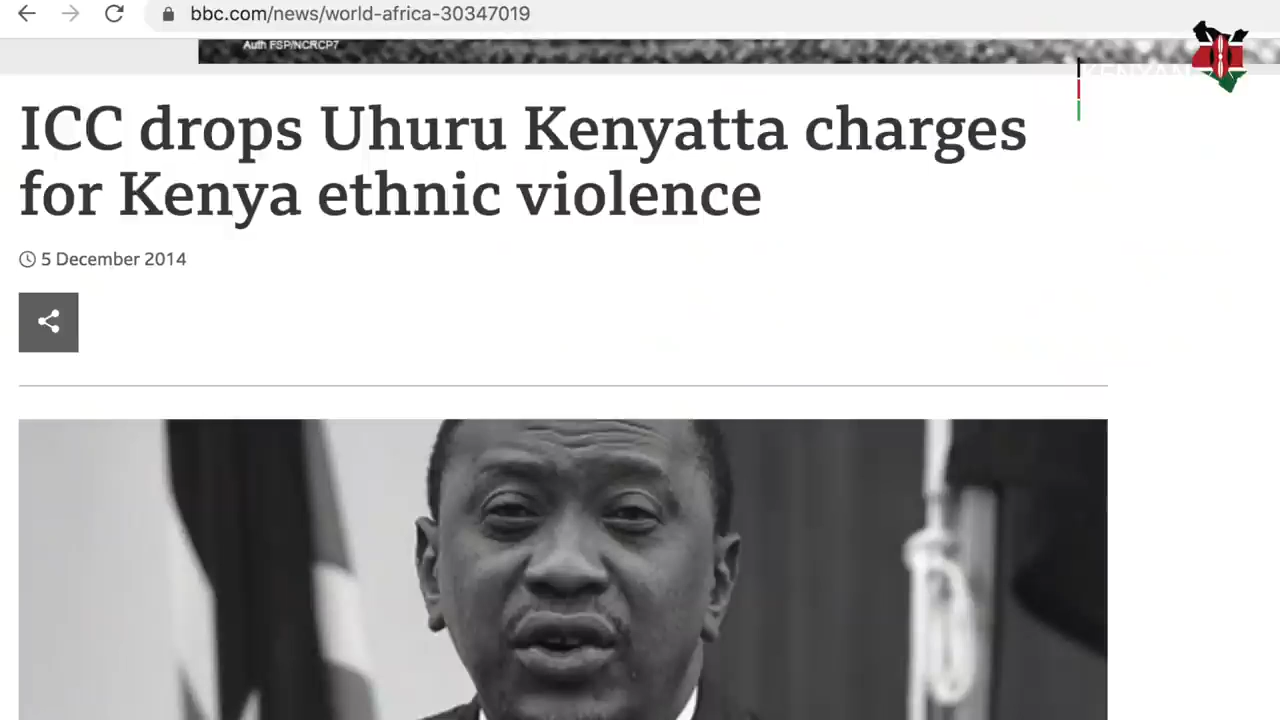 bbc.com/news/world-africa-30347019
Auth FSP/NCRCP7
KENYAN
ICC drops Uhuru Kenyatta charges
for Kenya ethnic violence
5 December 2014